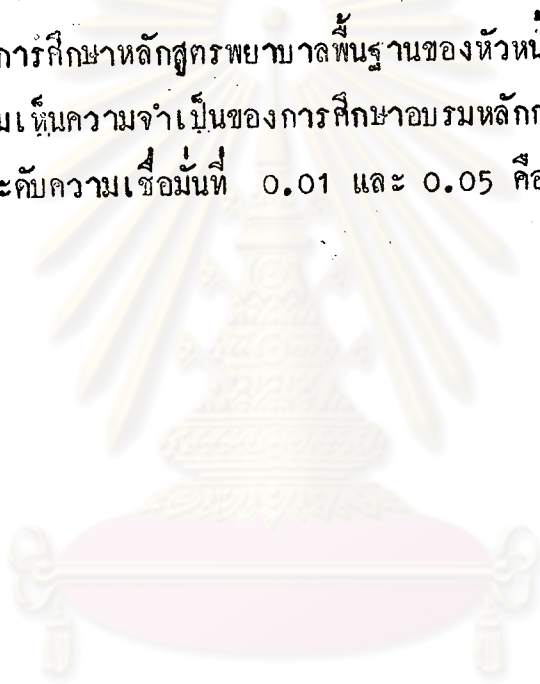 การศึกษาหลักสูตรพยาบาลพื้นฐานของหัวหน้
มเห็นความจำเป็นของการศึกษาอบรมหลักก
ะดับความเชื่อมั่นที่ 0.01 และ 0.05 คือ